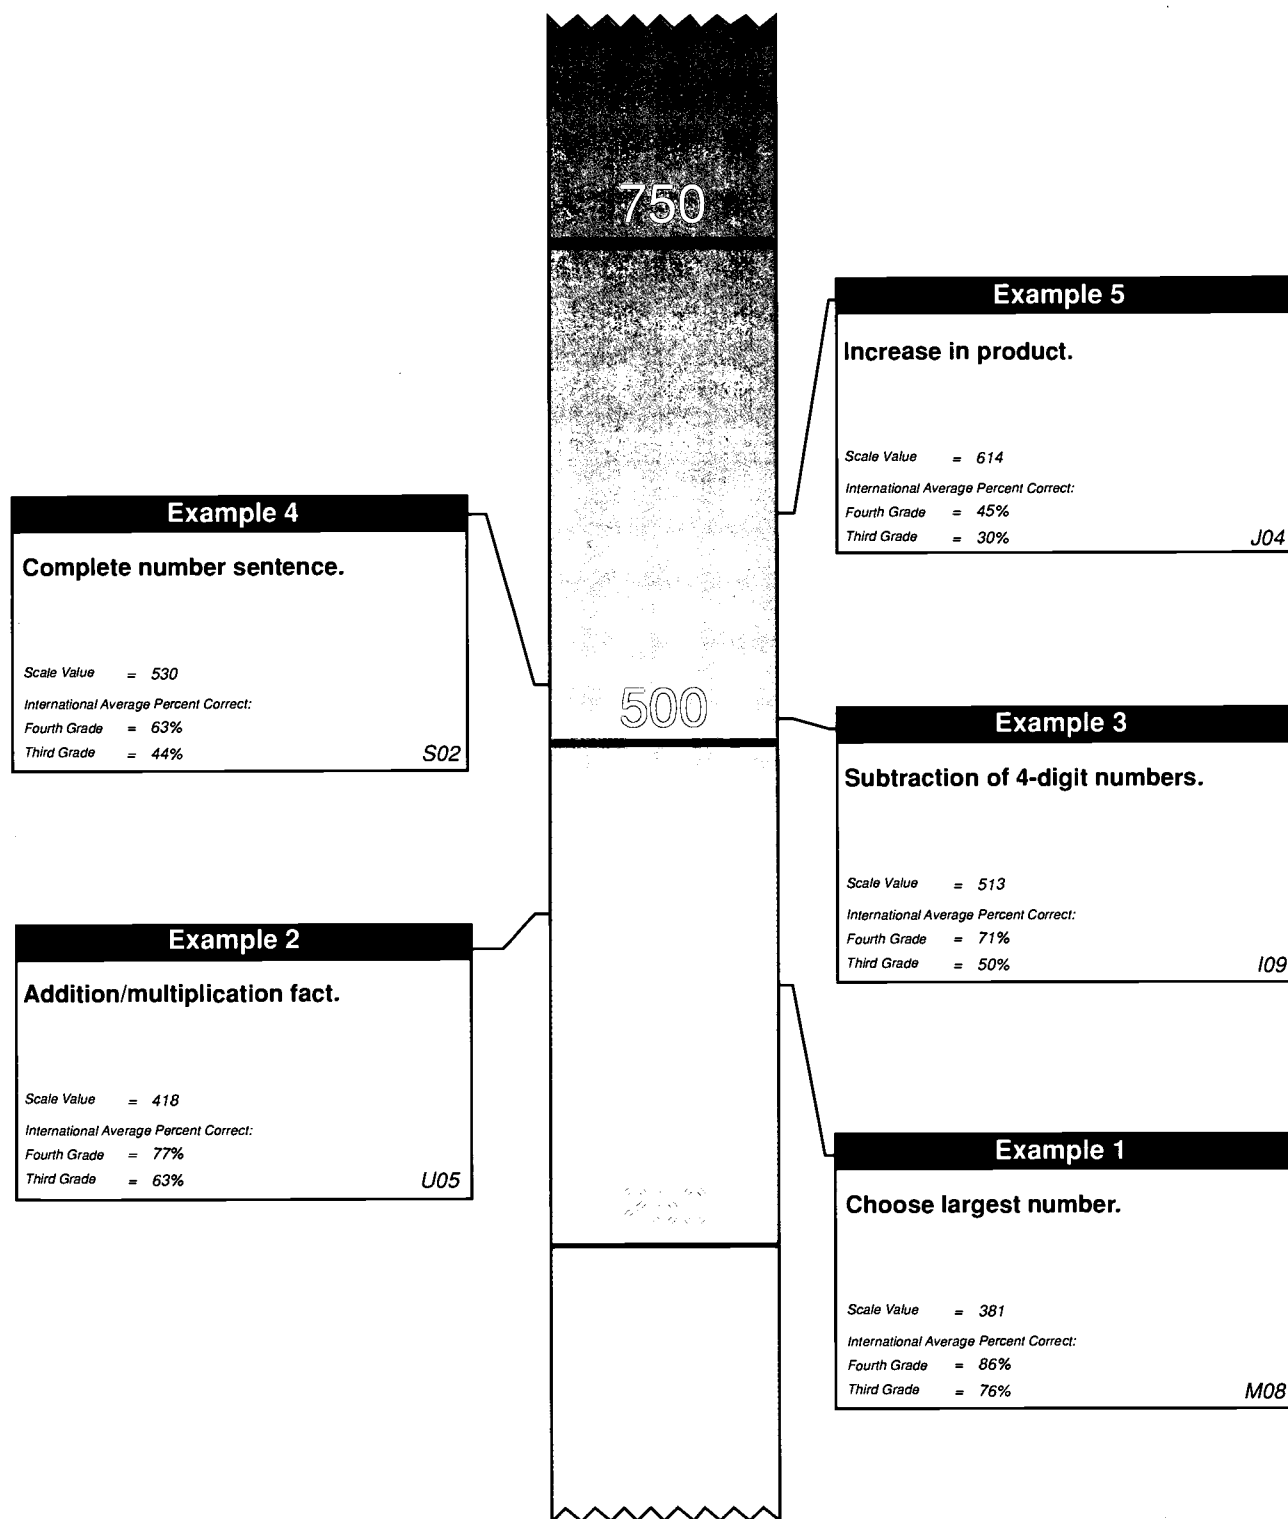 750
Example 5
Increase in product.
Scale Value = 614
International Average Percent Correct:
Fourth Grade = 45%
Third Grade = 30%
J04
Example 4
Complete number sentence.
Scale Value = 530
International Average Percent Correct:
Fourth Grade = 63%
Third Grade = 44%
S02
500
Example 3
Subtraction of 4-digit numbers.
Scale Value = 513
International Average Percent Correct:
Fourth Grade = 71%
Third Grade = 50%
I09
Example 2
Addition/multiplication fact.
Scale Value = 418
International Average Percent Correct:
Fourth Grade = 77%
Third Grade = 63%
U05
Example 1
Choose largest number.
Scale Value = 381
International Average Percent Correct:
Fourth Grade = 86%
Third Grade = 76%
M08